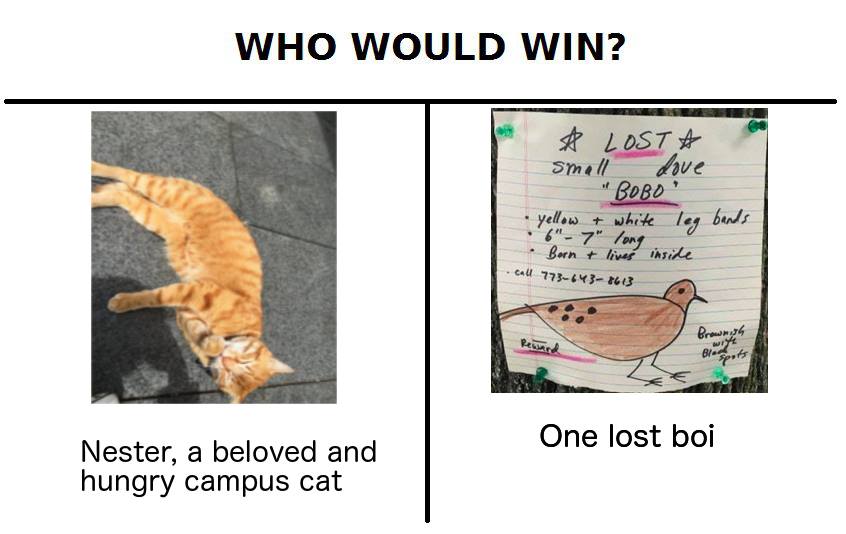 WHO WOULD WIN?
Nester, a beloved and
hungry campus cat
☆ LOST ☆
small dove
"BOBO"
• yellow + white leg bands
• 6" - 7" long
• Born + lives inside
• call 773-643-8613
Reward
Brownish
with
Black
spots
One lost boi